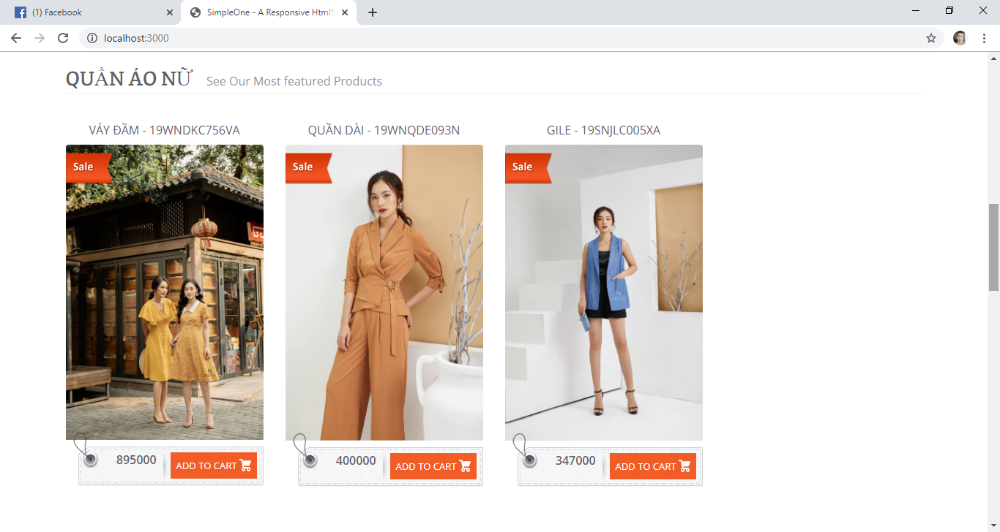 (1) Facebook
SimpleOne - A Responsive Html5
localhost:3000
QUẦN ÁO NỮ See Our Most featured Products
VÁY ĐẦM - 19WNDKC756VA
QUẦN DÀI - 19WNQDE093N
GILE - 19SNJLC005XA
Sale
Sale
Sale
895000 ADD TO CART
400000 ADD TO CART
347000 ADD TO CART